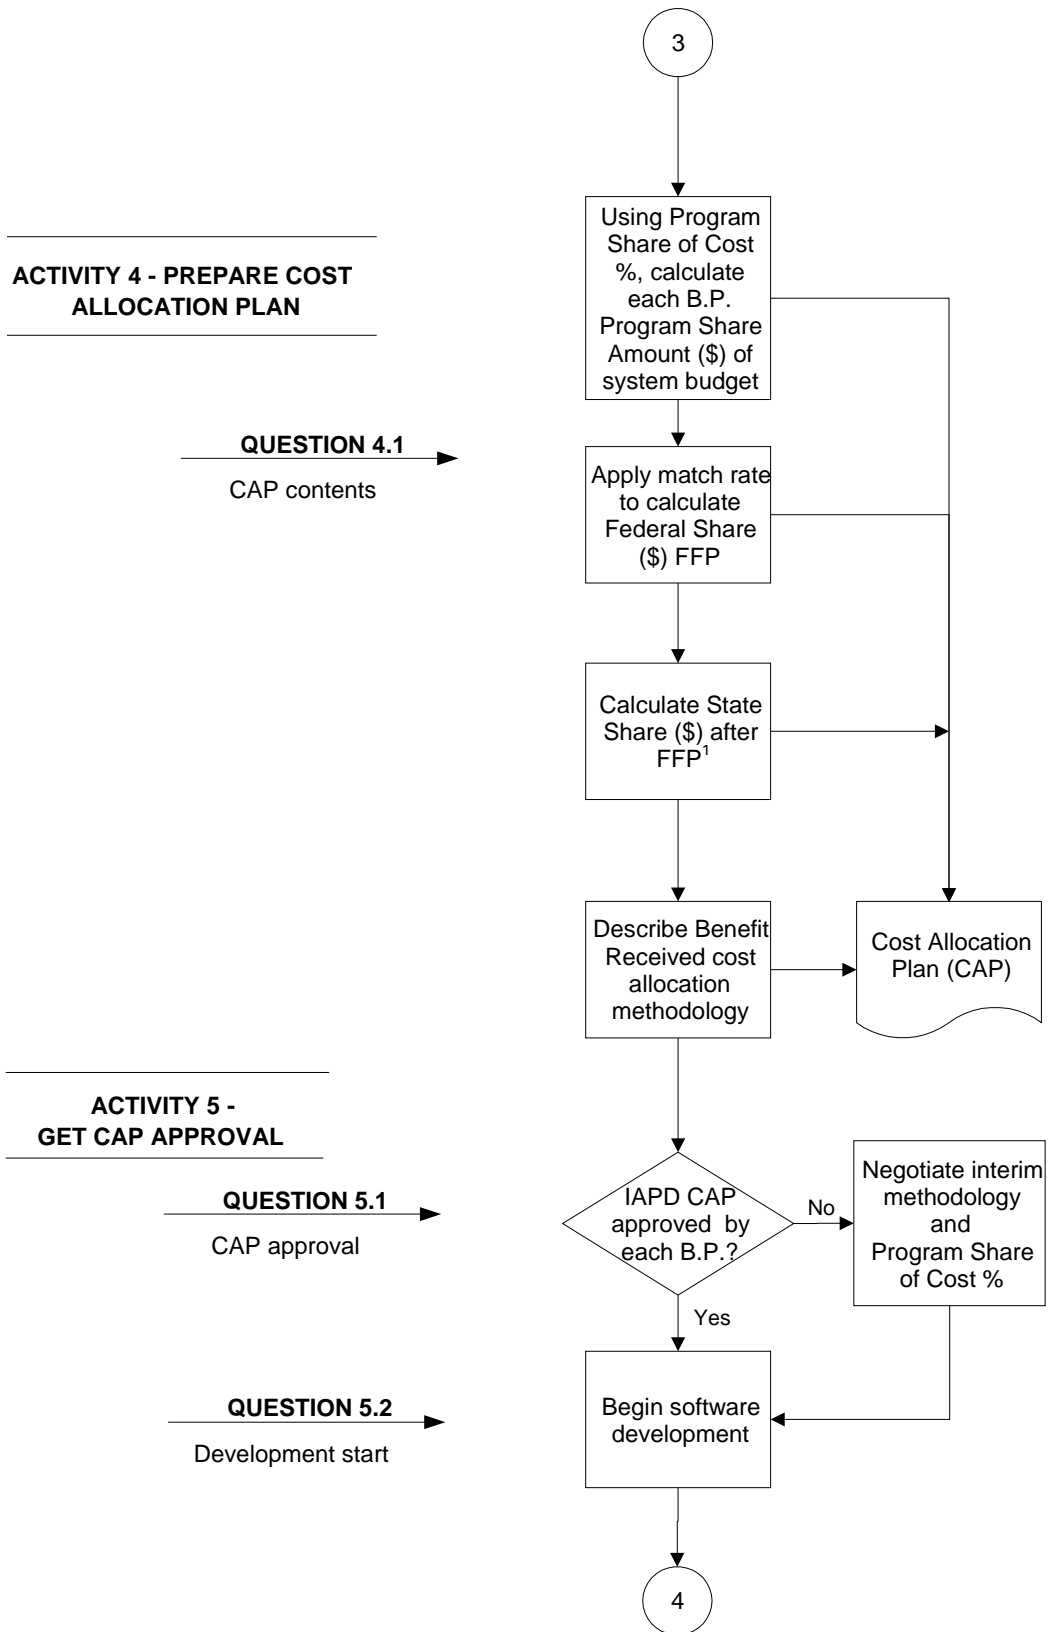 3
Using Program
Share of Cost
%, calculate
each B.P.
Program Share
Amount ($) of
system budget
ACTIVITY 4 - PREPARE COST
ALLOCATION PLAN
QUESTION 4.1
CAP contents
Apply match rate
to calculate
Federal Share
($) FFP
Calculate State
Share ($) after
FFP¹
Describe Benefit
Received cost
allocation
methodology
Cost Allocation
Plan (CAP)
ACTIVITY 5 -
GET CAP APPROVAL
QUESTION 5.1
CAP approval
IAPD CAP
approved by
each B.P.?
No
Negotiate interim
methodology
and
Program Share
of Cost %
Yes
QUESTION 5.2
Development start
Begin software
development
4